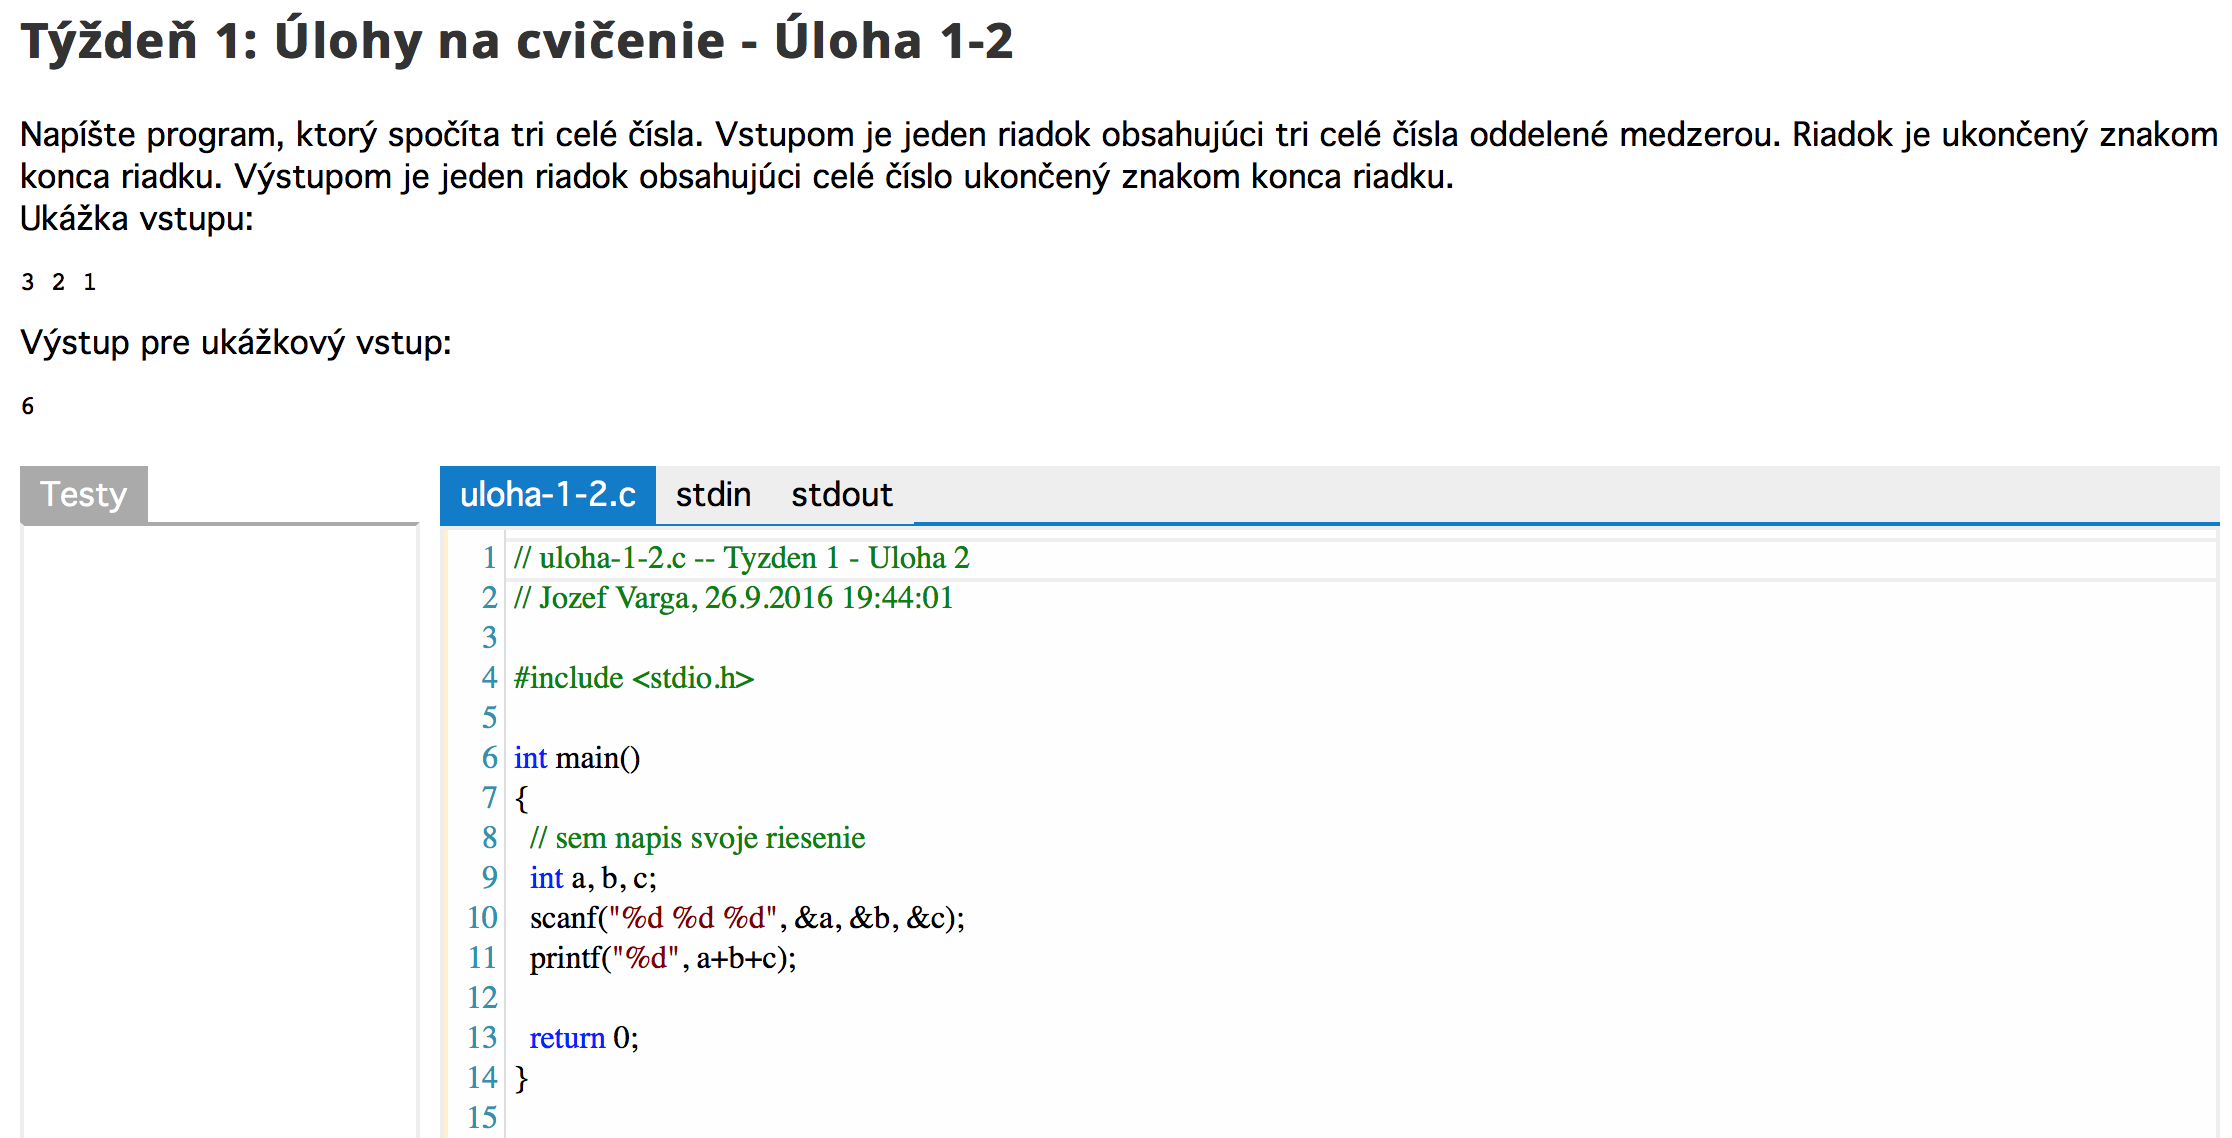 Týždeň 1: Úlohy na cvičenie - Úloha 1-2
Napíšte program, ktorý spočíta tri celé čísla. Vstupom je jeden riadok obsahujúci tri celé čísla oddelené medzerou. Riadok je ukončený znakom
konca riadku. Výstupom je jeden riadok obsahujúci celé číslo ukončený znakom konca riadku.
Ukážka vstupu:
3 2 1
Výstup pre ukážkový vstup:
6
Testy
uloha-1-2.c stdin stdout
1 // uloha-1-2.c -- Tyzden 1 - Uloha 2
2 // Jozef Varga, 26.9.2016 19:44:01
3
4 #include <stdio.h>
5
6 int main()
7 {
8 // sem napis svoje riesenie
9 int a, b, c;
10 scanf("%d %d %d", &a, &b, &c);
11 printf("%d", a+b+c);
12
13 return 0;
14 }
15